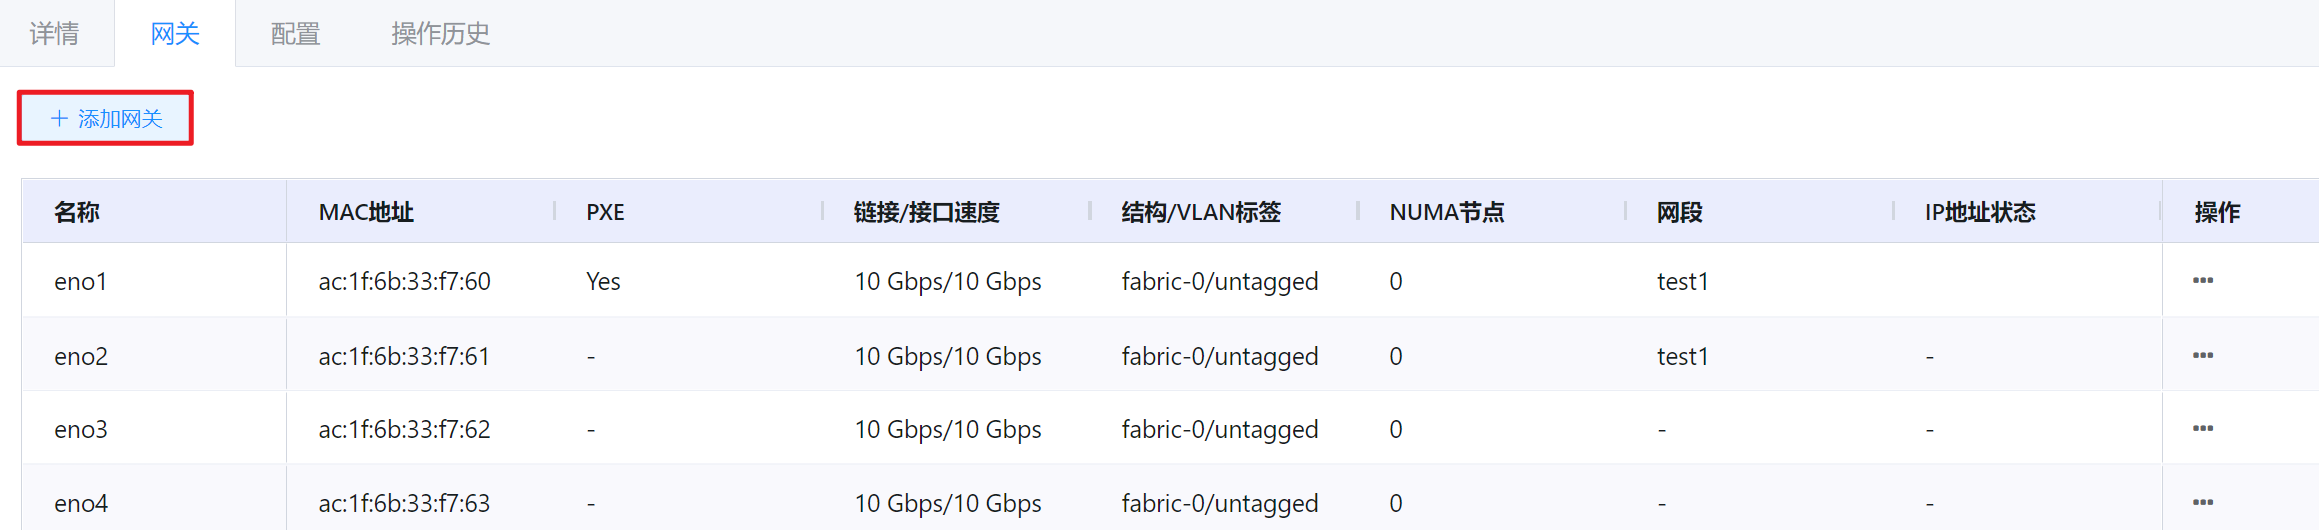 详情 网关 配置 操作历史
+ 添加网关
名称 MAC地址 PXE 链接/接口速度 结构/VLAN标签 NUMA节点 网段 IP地址状态 操作
eno1 ac:1f:6b:33:f7:60 Yes 10 Gbps/10 Gbps fabric-0/untagged 0 test1 •••
eno2 ac:1f:6b:33:f7:61 - 10 Gbps/10 Gbps fabric-0/untagged 0 test1 - •••
eno3 ac:1f:6b:33:f7:62 - 10 Gbps/10 Gbps fabric-0/untagged 0 - - •••
eno4 ac:1f:6b:33:f7:63 - 10 Gbps/10 Gbps fabric-0/untagged 0 - - •••